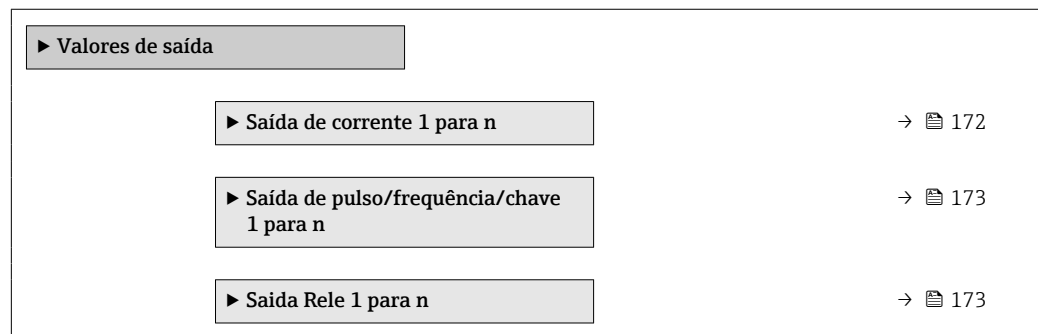 ▶ Valores de saída
▶ Saída de corrente 1 para n → 172
▶ Saída de pulso/frequência/chave
1 para n → 173
▶ Saida Rele 1 para n → 173